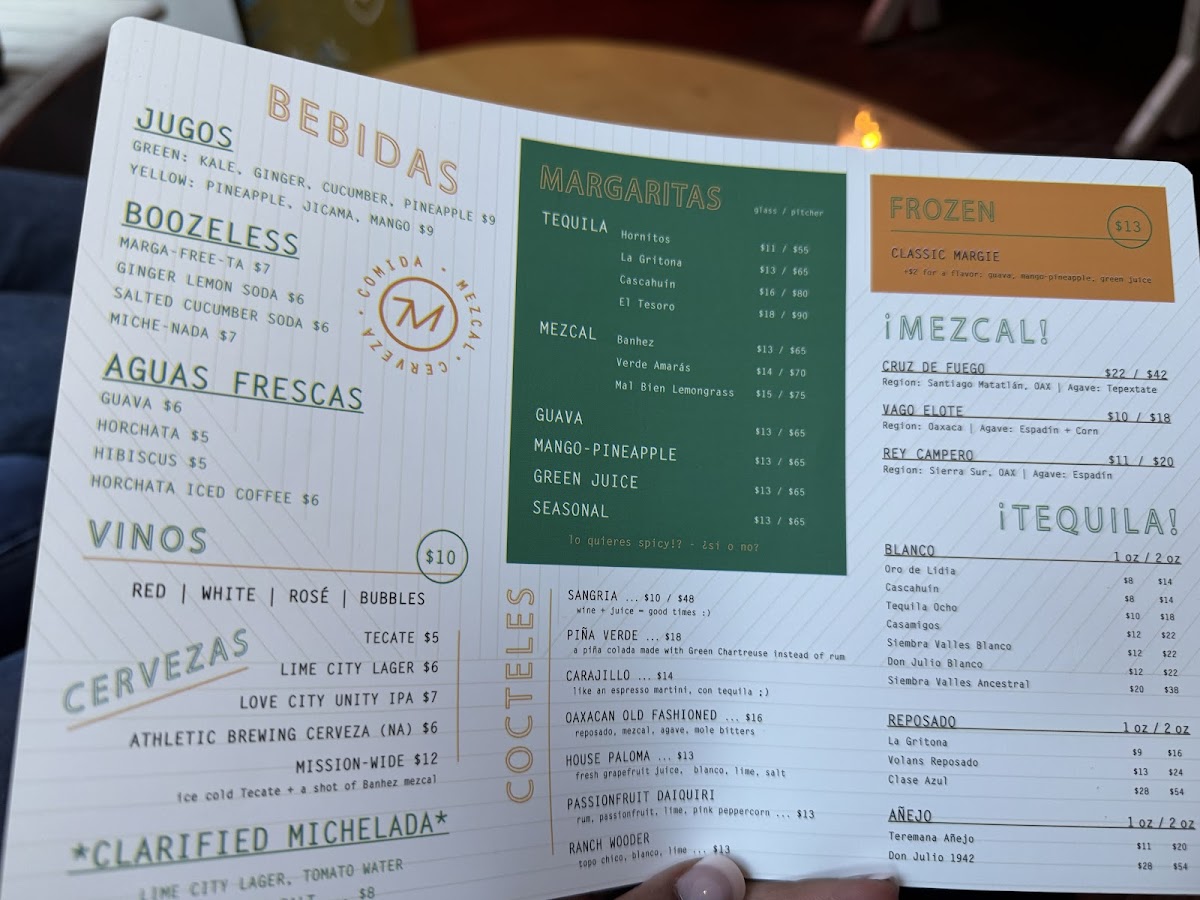 BEBIDAS
JUGOS
GREEN: KALE, GINGER, CUCUMBER, PINEAPPLE $9
YELLOW: PINEAPPLE, JICAMA, MANGO $9
BOOZELESS
MARGA-FREE-TA $7
GINGER LEMON SODA $6
SALTED CUCUMBER SODA $6
MICHE-NADA $7
COMIDA · MEZCAL · CERVEZA ·
7M
AGUAS FRESCAS
GUAVA $6
HORCHATA $5
HIBISCUS $5
HORCHATA ICED COFFEE $6
VINOS
$10
RED | WHITE | ROSÉ | BUBBLES
CERVEZAS
TECATE $5
LIME CITY LAGER $6
LOVE CITY UNITY IPA $7
ATHLETIC BREWING CERVEZA (NA) $6
MISSION-WIDE $12
ice cold Tecate + a shot of Banhez mezcal
*CLARIFIED MICHELADA*
LIME CITY LAGER, TOMATO WATER
$8
MARGARITAS
glass / pitcher
TEQUILA
Hornitos $11 / $55
La Gritona $13 / $65
Cascahuin $16 / $80
El Tesoro $18 / $90
MEZCAL
Banhez $13 / $65
Verde Amarás $14 / $70
Mal Bien Lemongrass $15 / $75
GUAVA $13 / $65
MANGO-PINEAPPLE $13 / $65
GREEN JUICE $13 / $65
SEASONAL $13 / $65
lo quieres spicy!? - ¿si o no?
COCTELES
SANGRIA ... $10 / $48
wine + juice = good times :)
PIÑA VERDE ... $18
a piña colada made with Green Chartreuse instead of rum
CARAJILLO ... $14
like an espresso martini, con tequila ;)
OAXACAN OLD FASHIONED ... $16
reposado, mezcal, agave, mole bitters
HOUSE PALOMA ... $13
fresh grapefruit juice, blanco, lime, salt
PASSIONFRUIT DAIQUIRI
rum, passionfruit, lime, pink peppercorn ... $13
RANCH WOODER
topo chico, blanco, lime ... $13
FROZEN
$13
CLASSIC MARGIE
+$2 for a flavor: guava, mango-pineapple, green juice
¡MEZCAL!
CRUZ DE FUEGO $22 / $42
Region: Santiago Matatlán, OAX | Agave: Tepextate
VAGO ELOTE $10 / $18
Region: Oaxaca | Agave: Espadín + Corn
REY CAMPERO $11 / $20
Region: Sierra Sur, OAX | Agave: Espadín
¡TEQUILA!
BLANCO 1 oz / 2 oz
Oro de Lidia $8 $14
Cascahuin $8 $14
Tequila Ocho $10 $18
Casamigos $12 $22
Siembra Valles Blanco $12 $22
Don Julio Blanco $12 $22
Siembra Valles Ancestral $20 $38
REPOSADO 1 oz / 2 oz
La Gritona $9 $16
Volans Reposado $13 $24
Clase Azul $28 $54
AÑEJO 1 oz / 2 oz
Teremana Añejo $11 $20
Don Julio 1942 $28 $54